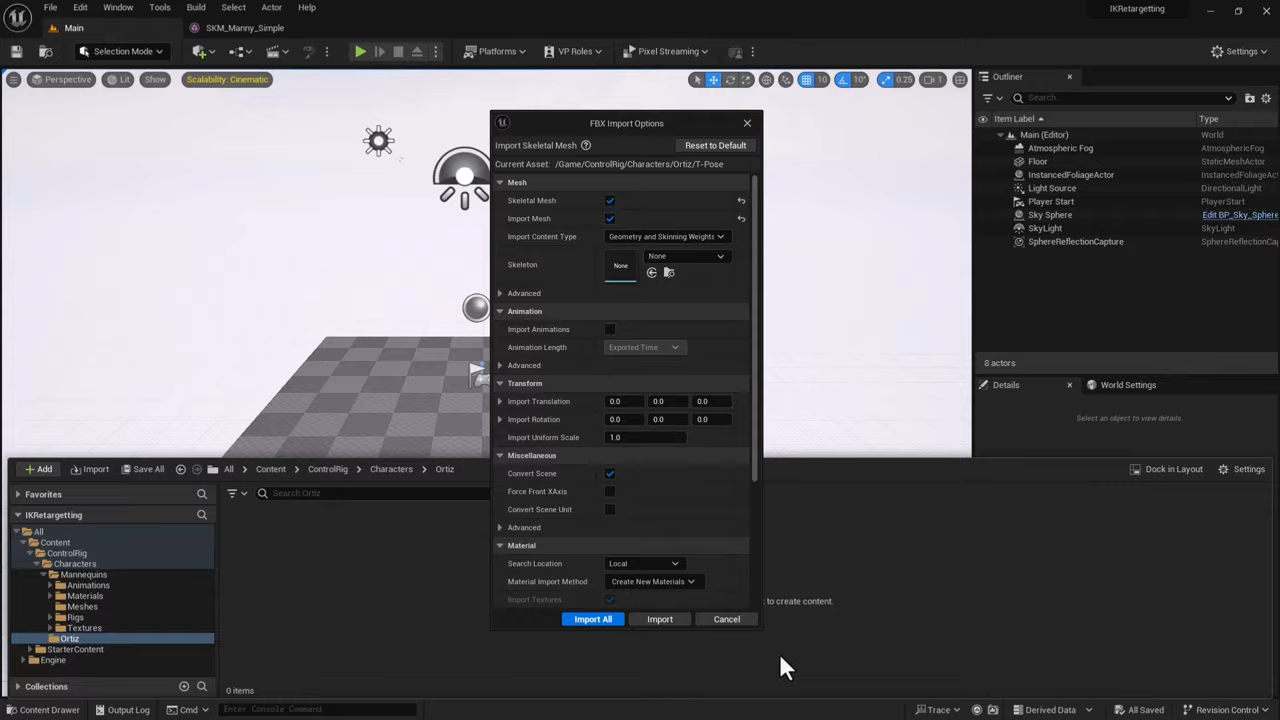 File Edit Window Tools Build Select Actor Help
IKRetargetting
Main
SKM_Manny_Simple
Selection Mode
Platforms
VP Roles
Pixel Streaming
Settings
Perspective
Lit
Show
Scalability: Cinematic
10
10°
0.25
1
Outliner
Search...
Item Label
Type
Main (Editor)
World
Atmospheric Fog
AtmosphericFog
Floor
StaticMeshActor
InstancedFoliageActor
InstancedFoliageAct
Light Source
DirectionalLight
Player Start
PlayerStart
Sky Sphere
Edit BP_Sky_Sphere
SkyLight
SkyLight
SphereReflectionCapture
SphereReflectionCap
8 actors
Details
World Settings
Select an object to view details.
FBX Import Options
Import Skeletal Mesh
Reset to Default
Current Asset: /Game/ControlRig/Characters/Ortiz/T-Pose
Mesh
Skeletal Mesh
Import Mesh
Import Content Type
Geometry and Skinning Weights
Skeleton
None
None
Advanced
Animation
Import Animations
Animation Length
Exported Time
Advanced
Transform
Import Translation
0.0 0.0 0.0
Import Rotation
0.0 0.0 0.0
Import Uniform Scale
1.0
Miscellaneous
Convert Scene
Force Front XAxis
Convert Scene Unit
Advanced
Material
Search Location
Local
Material Import Method
Create New Materials
Import Textures
Import All
Import
Cancel
Add
Import
Save All
All
Content
ControlRig
Characters
Ortiz
Dock in Layout
Settings
Favorites
Search Ortiz
IKRetargetting
All
Content
ControlRig
Characters
Mannequins
Animations
Materials
Meshes
Rigs
Textures
Ortiz
StarterContent
Engine
t to create content.
Collections
0 items
Content Drawer
Output Log
Cmd
Enter Console Command
Trace
Derived Data
All Saved
Revision Control